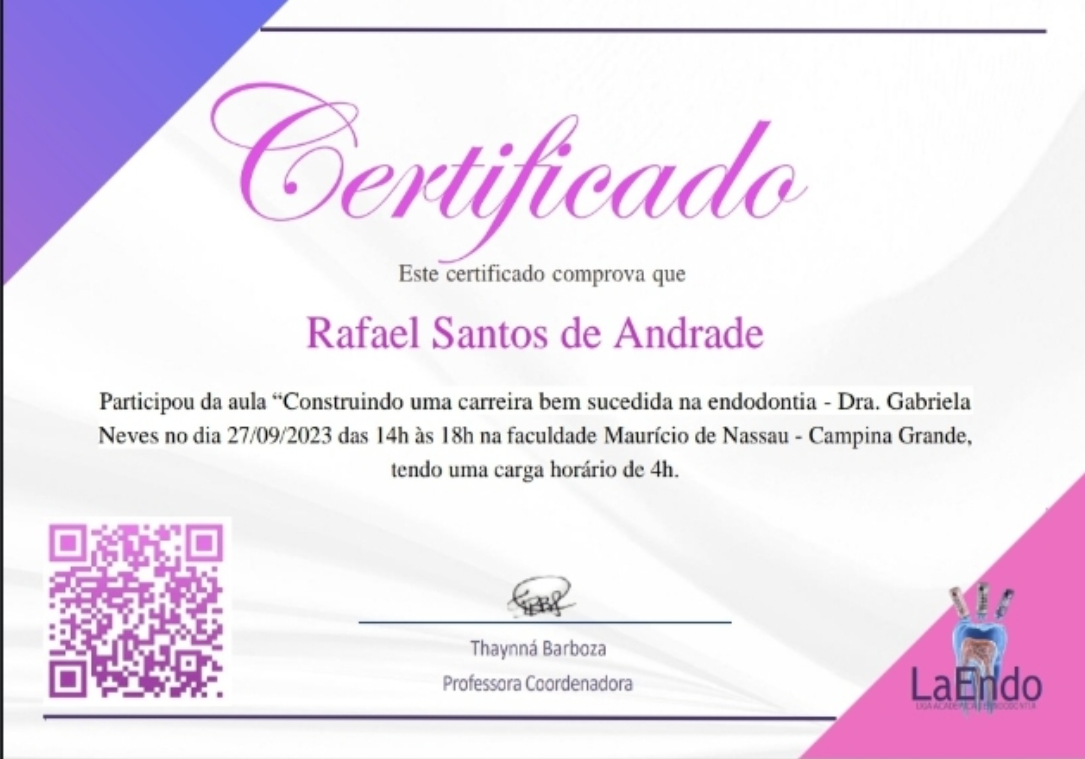 Certificado
Este certificado comprova que
Rafael Santos de Andrade
Participou da aula “Construindo uma carreira bem sucedida na endodontia - Dra. Gabriela
Neves no dia 27/09/2023 das 14h às 18h na faculdade Maurício de Nassau - Campina Grande,
tendo uma carga horário de 4h.
Thaynná Barboza
Professora Coordenadora
LaEndo